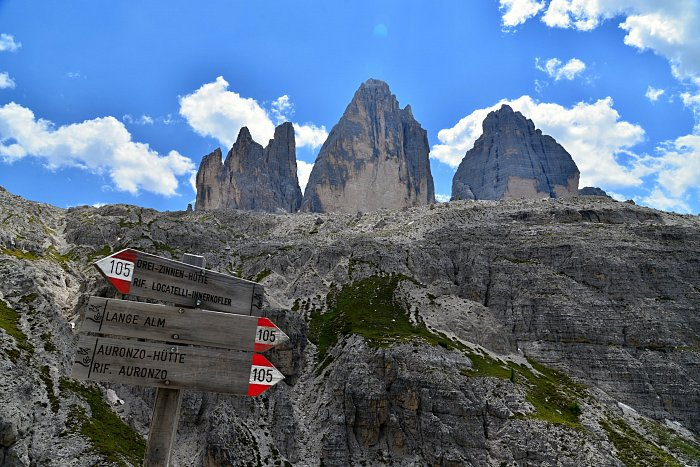 105 DREI-ZINNEN-HÜTTE
RIF. LOCATELLI-INNERKOFLER
LANGE ALM 105
AURONZO-HÜTTE
RIF. AURONZO 105